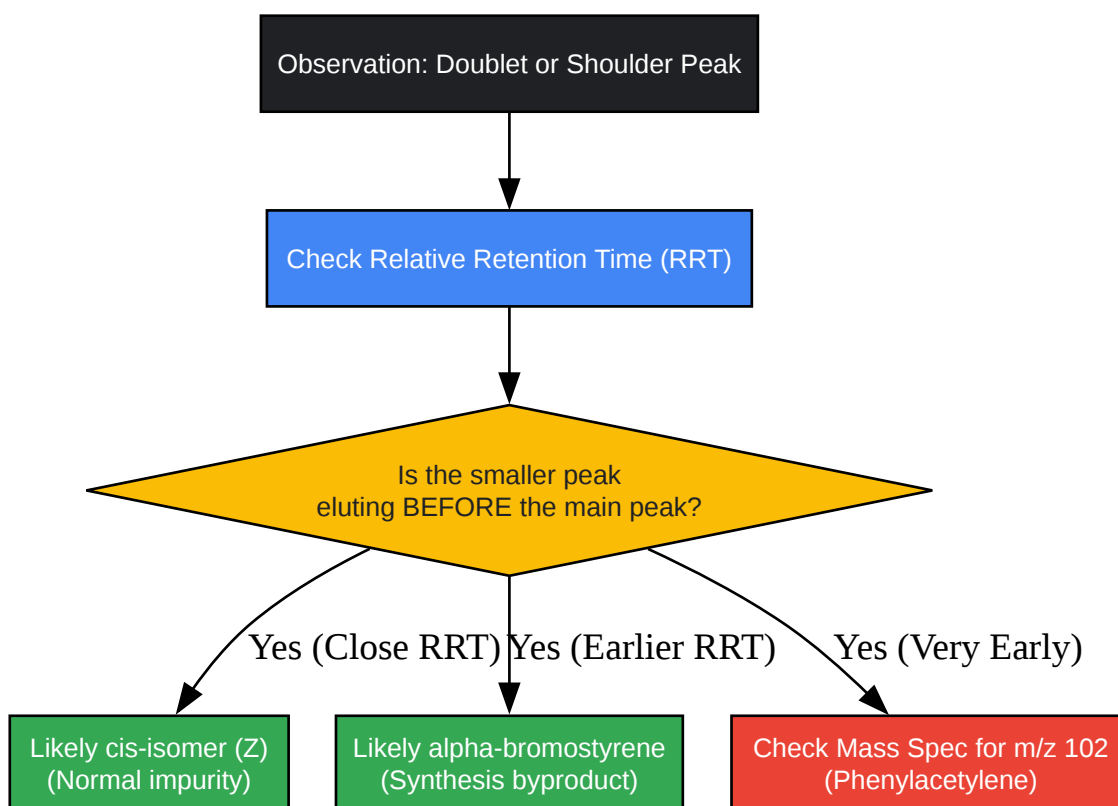 Observation: Doublet or Shoulder Peak
Check Relative Retention Time (RRT)
Is the smaller peak
eluting BEFORE the main peak?
Yes (Close RRT)
Yes (Earlier RRT)
Yes (Very Early)
Likely cis-isomer (Z)
(Normal impurity)
Likely alpha-bromostyrene
(Synthesis byproduct)
Check Mass Spec for m/z 102
(Phenylacetylene)